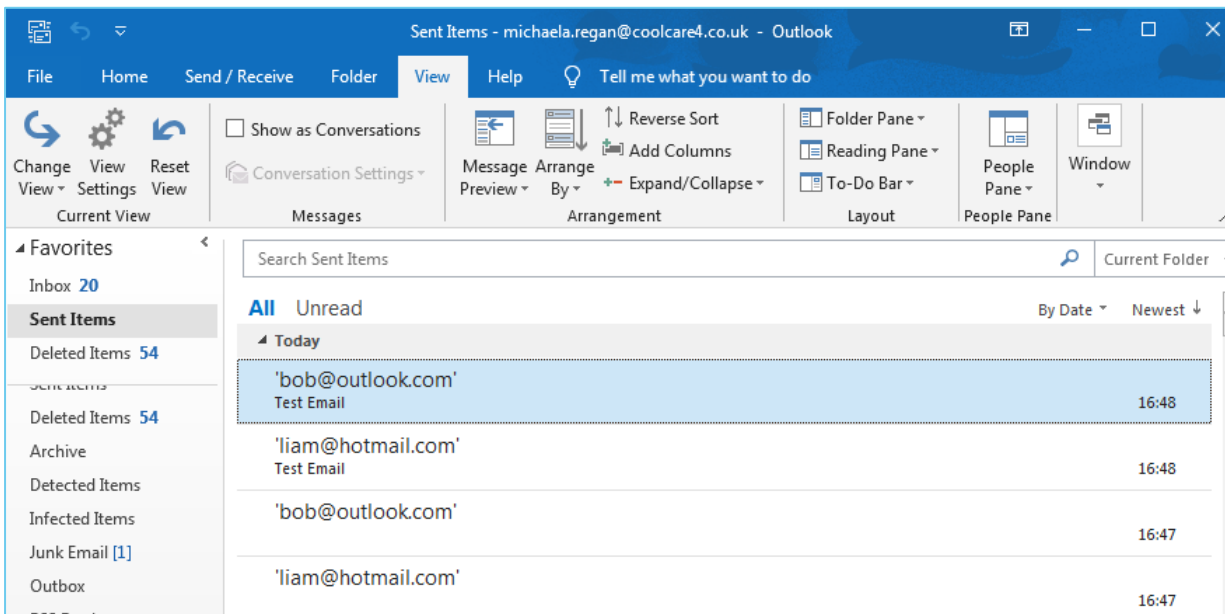 Sent Items - michaela.regan@coolcare4.co.uk - Outlook
File Home Send / Receive Folder View Help Tell me what you want to do
Change View View Settings Reset View
Current View
Show as Conversations
Conversation Settings
Messages
Message Preview Arrange By
Reverse Sort
Add Columns
Expand/Collapse
Arrangement
Folder Pane
Reading Pane
To-Do Bar
Layout
People Pane
People Pane
Window
Favorites
Inbox 20
Sent Items
Deleted Items 54
Sent Items
Deleted Items 54
Archive
Detected Items
Infected Items
Junk Email [1]
Outbox
Search Sent Items Current Folder
All Unread By Date Newest
Today
'bob@outlook.com'
Test Email 16:48
'liam@hotmail.com'
Test Email 16:48
'bob@outlook.com'
16:47
'liam@hotmail.com'
16:47